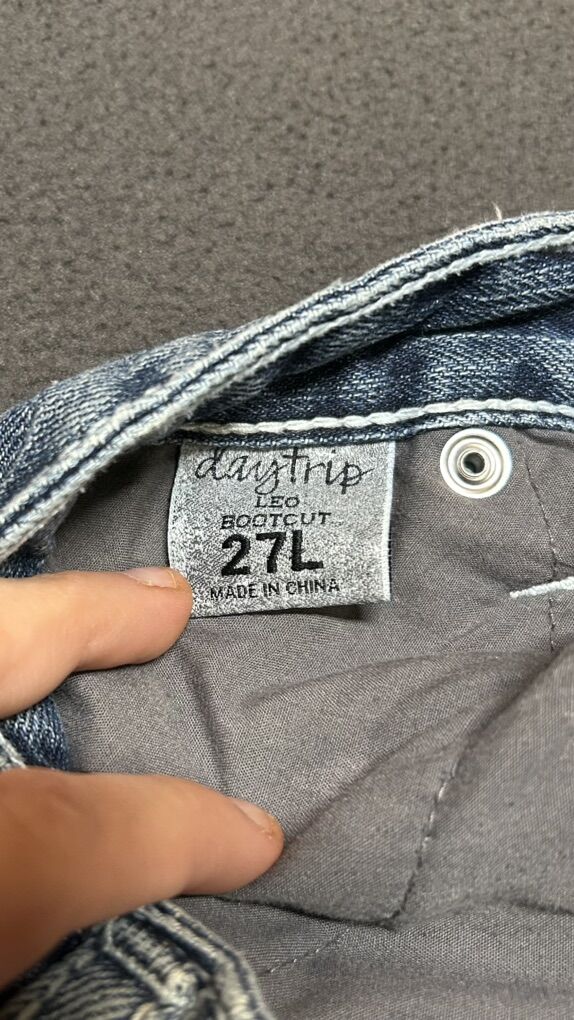 daytrip
LEO
BOOTCUT
27L
MADE IN CHINA